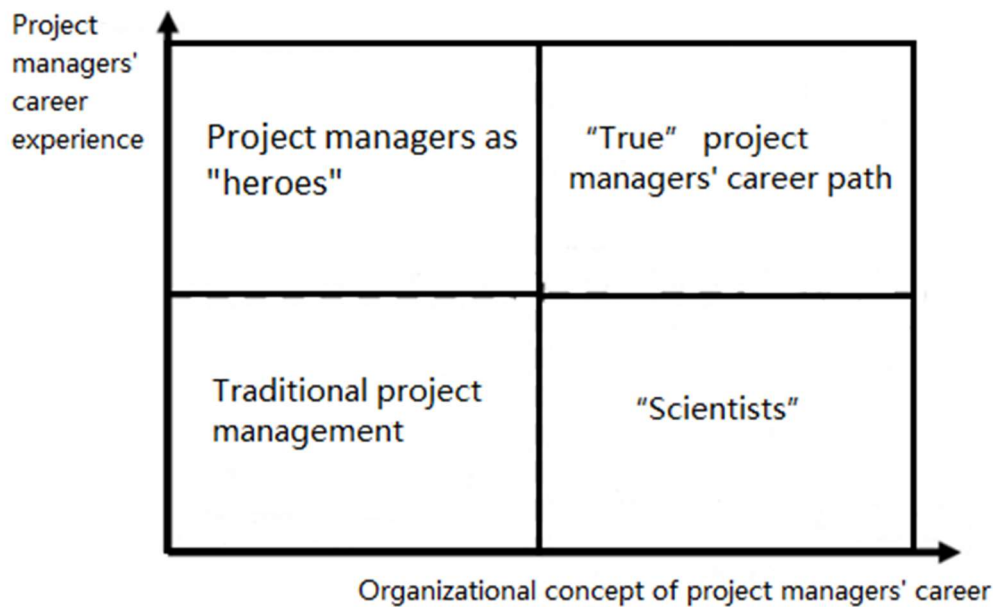 Project
managers'
career
experience
Project managers as
"heroes"
“True” project
managers' career path
Traditional project
management
“Scientists”
Organizational concept of project managers' career